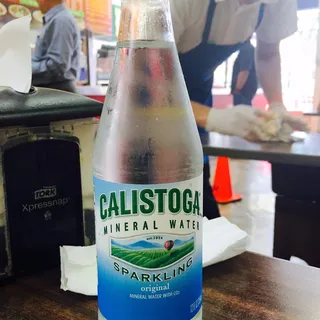 TORK
Xpressnap
CALISTOGA
MINERAL WATER
SPARKLING
original
MINERAL WATER WITH CO2